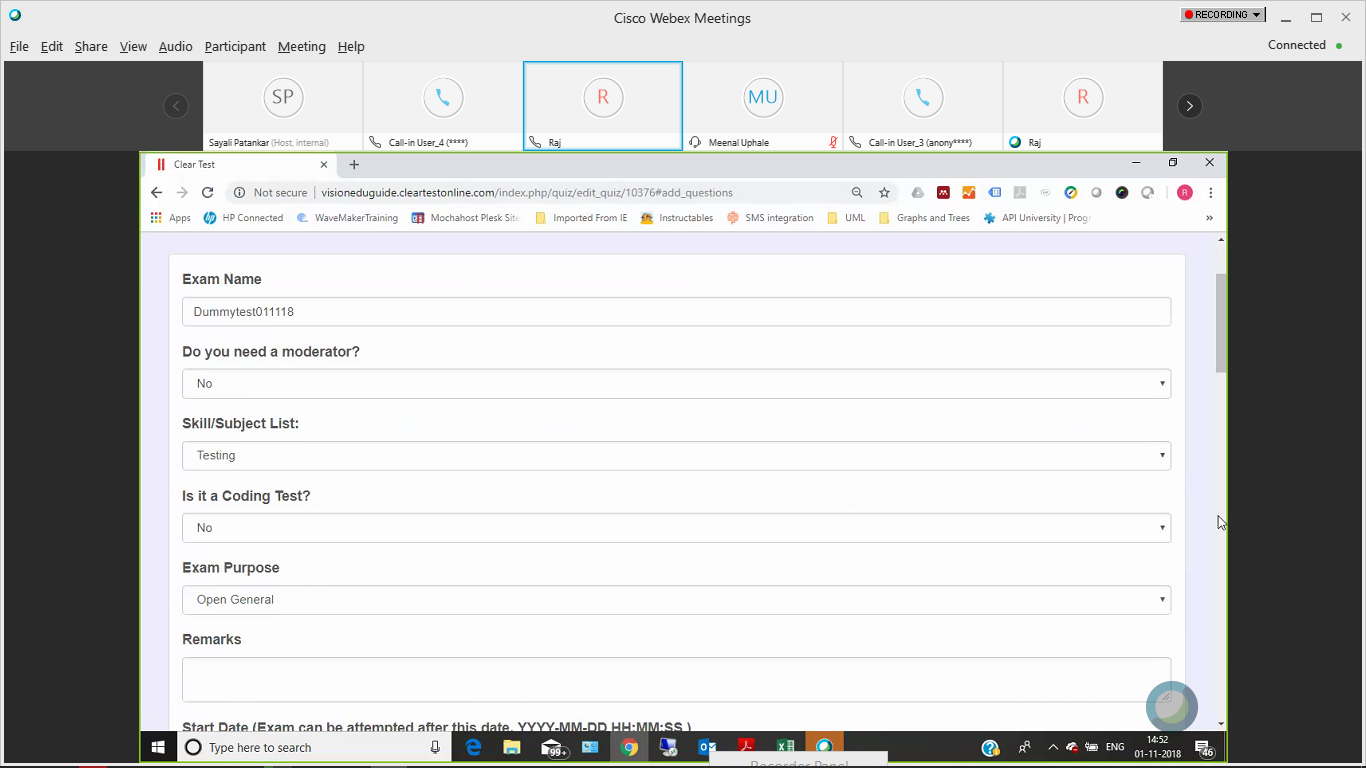 Cisco Webex Meetings
RECORDING
File Edit Share View Audio Participant Meeting Help
Connected
SP R MU R
Sayali Patankar (Host, internal) Call-in User_4 (****) Raj Meenal Uphale Call-in User_3 (anony****) Raj
Clear Test
Not secure visioneduguide.cleartestonline.com/index.php/quiz/edit_quiz/10376#add_questions R
Apps HP Connected WaveMakerTraining Mochahost Plesk Site Imported From IE Instructables SMS integration UML Graphs and Trees API University | Prog »
Exam Name
Dummytest011118
Do you need a moderator?
No
Skill/Subject List:
Testing
Is it a Coding Test?
No
Exam Purpose
Open General
Remarks
Start Date (Exam can be attempted after this date. YYYY-MM-DD HH:MM:SS )
Type here to search 99+ ENG 14:52
01-11-2018 46
Recorder Panel